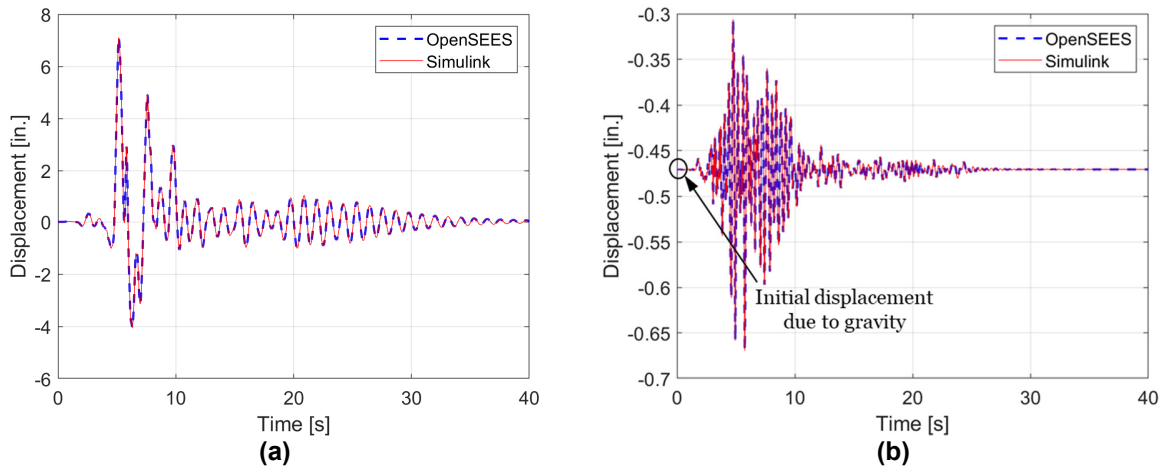 8
6
4
2
0
-2
-4
-6
Displacement [in.]
0
10
20
30
40
Time [s]
OpenSEES
Simulink
(a)
-0.3
-0.35
-0.4
-0.45
-0.5
-0.55
-0.6
-0.65
-0.7
Displacement [in.]
0
10
20
30
40
Time [s]
OpenSEES
Simulink
Initial displacement
due to gravity
(b)